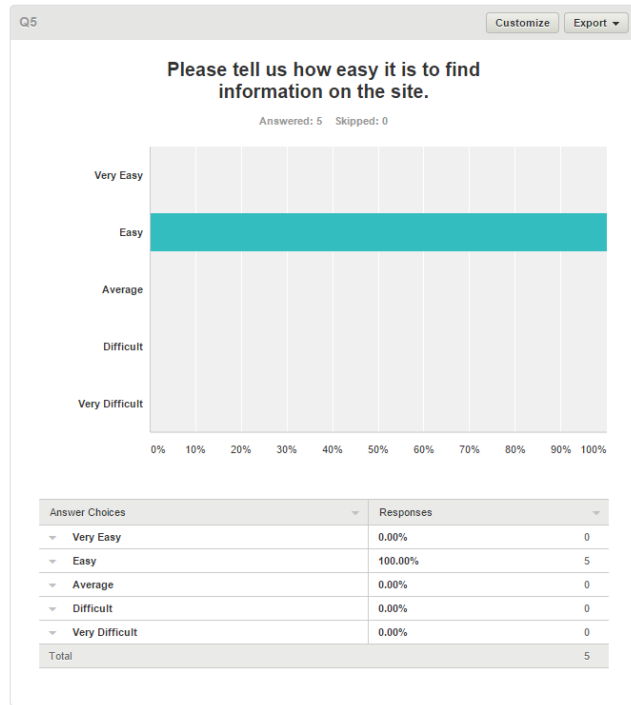 Q5
Customize
Export
Please tell us how easy it is to find
information on the site.
Answered: 5 Skipped: 0
Very Easy
Easy
Average
Difficult
Very Difficult
0% 10% 20% 30% 40% 50% 60% 70% 80% 90% 100%
Answer Choices Responses
Very Easy 0.00% 0
Easy 100.00% 5
Average 0.00% 0
Difficult 0.00% 0
Very Difficult 0.00% 0
Total 5